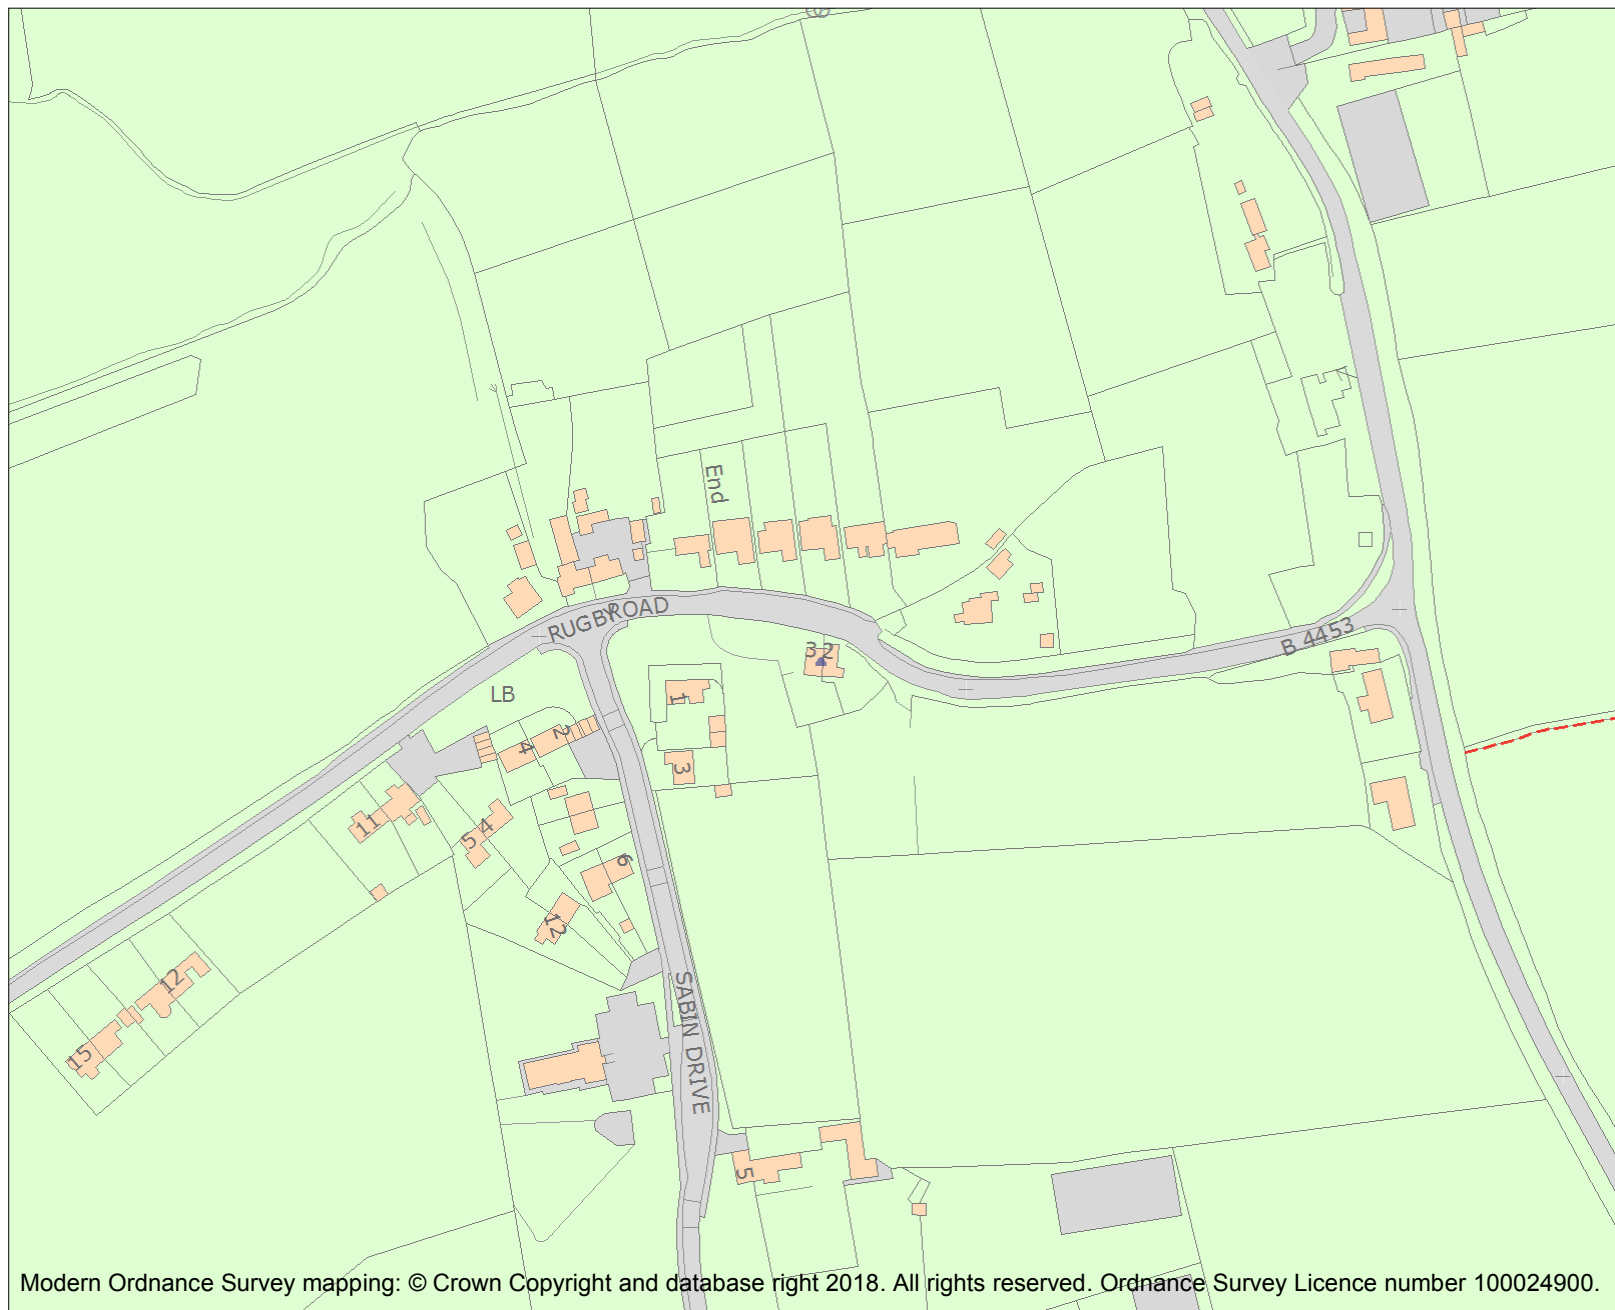 End
RUGBY ROAD
B 4453
32
LB
1
2
4
3
11
5 4
6
12
12
15
SABIN DRIVE
5
Modern Ordnance Survey mapping: © Crown Copyright and database right 2018. All rights reserved. Ordnance Survey Licence number 100024900.